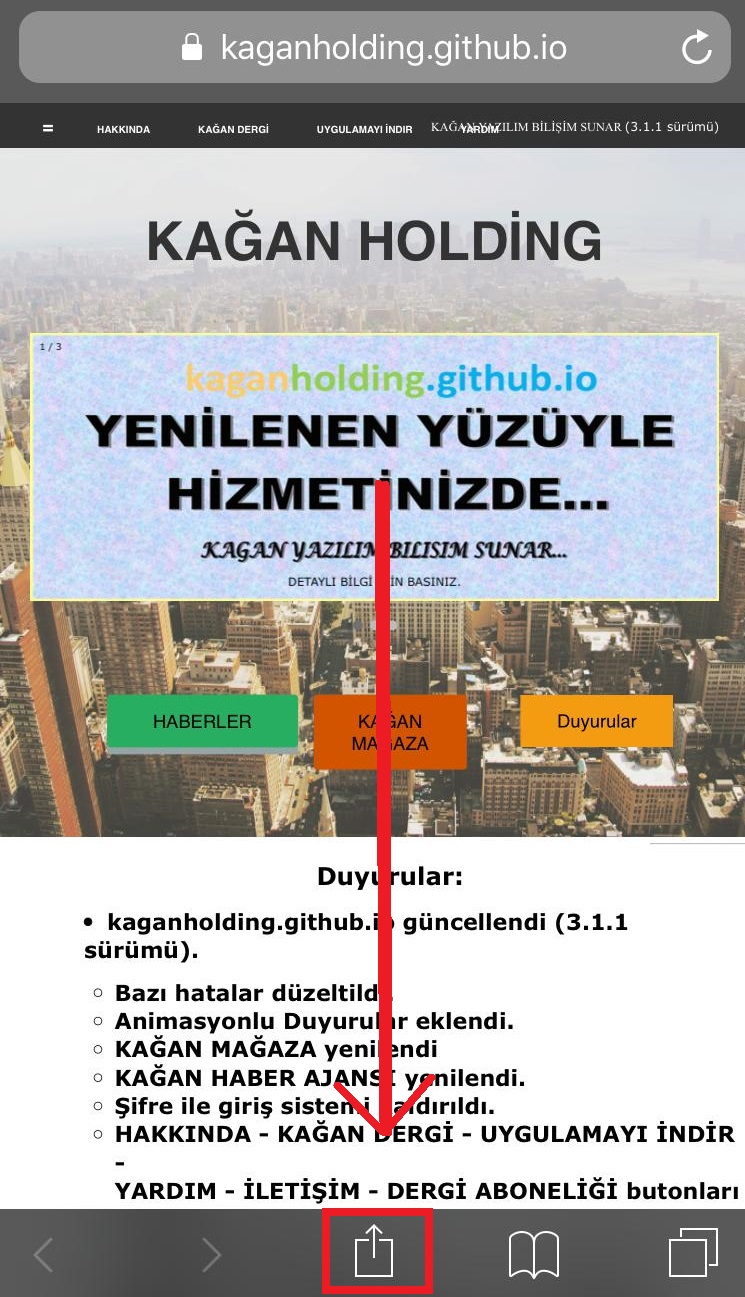 kaganholding.github.io
HAKKINDA KAĞAN DERGİ UYGULAMAYI İNDİR YARDIM KAĞAN YAZILIM BİLİŞİM SUNAR (3.1.1 sürümü)
KAĞAN HOLDİNG
1 / 3
kaganholding.github.io
YENİLENEN YÜZÜYLE
HİZMETİNİZDE...
KAGAN YAZILIM BILISIM SUNAR...
DETAYLI BİLGİ İÇİN BASINIZ.
HABERLER
KAĞAN
MAĞAZA
Duyurular
Duyurular:
• kaganholding.github.io güncellendi (3.1.1
sürümü).
Bazı hatalar düzeltildi.
Animasyonlu Duyurular eklendi.
KAĞAN MAĞAZA yenilendi
KAĞAN HABER AJANSI yenilendi.
Şifre ile giriş sistemi kaldırıldı.
HAKKINDA - KAĞAN DERGİ - UYGULAMAYI İNDİR
-
YARDIM - İLETİŞİM - DERGİ ABONELİĞİ butonları